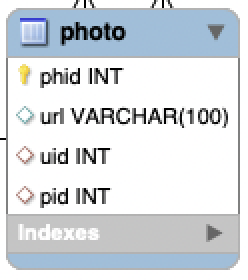 photo
phid INT
url VARCHAR(100)
uid INT
pid INT
Indexes